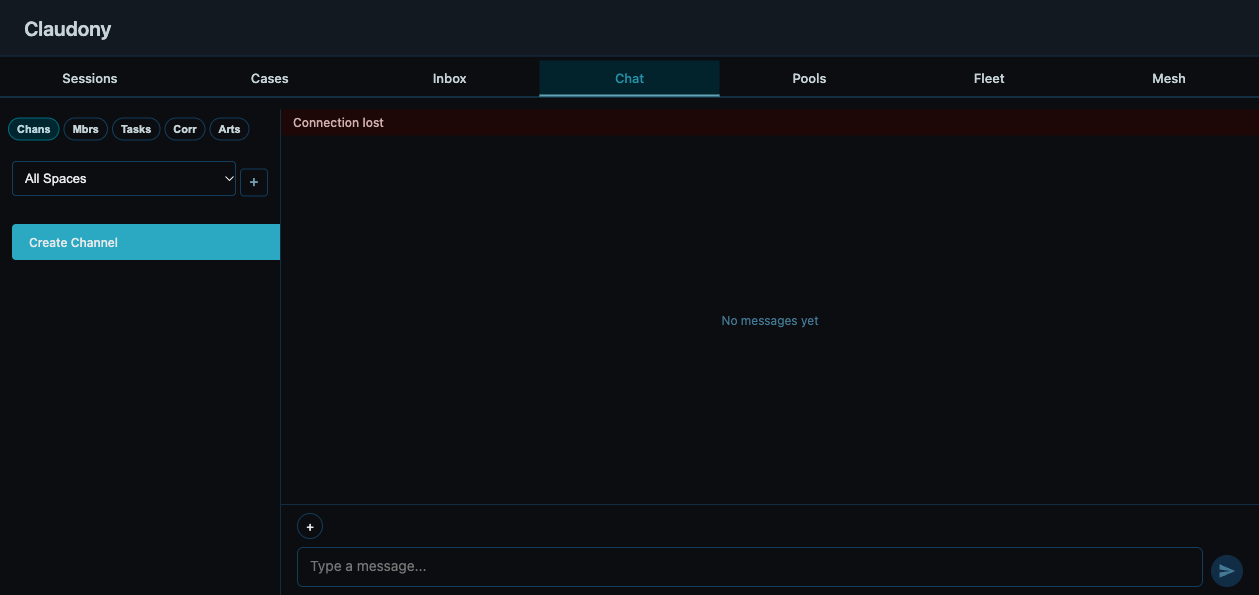 Claudony
Sessions Cases Inbox Chat Pools Fleet Mesh
Chans Mbrs Tasks Corr Arts
All Spaces +
Create Channel
Connection lost
No messages yet
+
Type a message...